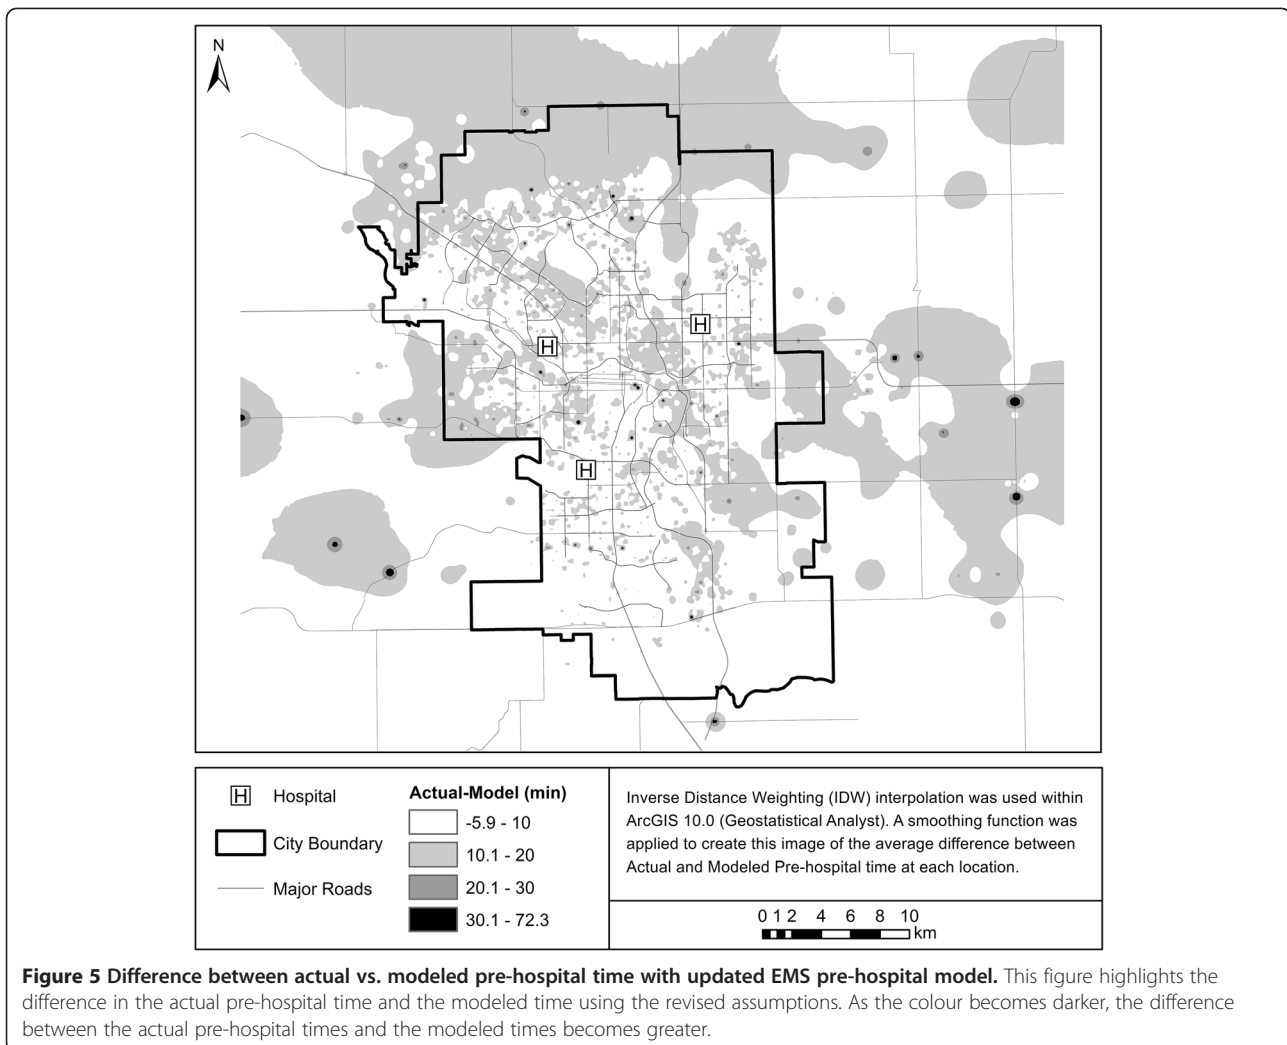 N
H
H
H
H Hospital
City Boundary
Major Roads
Actual-Model (min)
-5.9 - 10
10.1 - 20
20.1 - 30
30.1 - 72.3
Inverse Distance Weighting (IDW) interpolation was used within
ArcGIS 10.0 (Geostatistical Analyst). A smoothing function was
applied to create this image of the average difference between
Actual and Modeled Pre-hospital time at each location.
0 1 2 4 6 8 10
km
Figure 5 Difference between actual vs. modeled pre-hospital time with updated EMS pre-hospital model. This figure highlights the
difference in the actual pre-hospital time and the modeled time using the revised assumptions. As the colour becomes darker, the difference
between the actual pre-hospital times and the modeled times becomes greater.